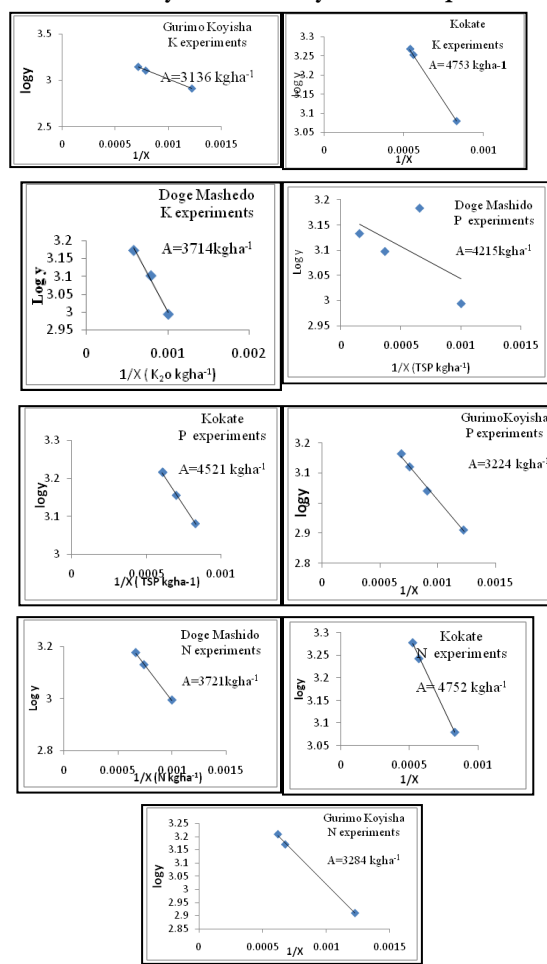 Gurimo Koyisha
K experiments
A=3136 kgha-1
3.5
3
2.5
logy
0 0.0005 0.001 0.0015
1/X
Kokate
K experiments
A= 4753 kgha-1
3.3
3.25
3.2
3.15
3.1
3.05
logy
0 0.0005 0.001
1/X
Doge Mashedo
K experiments
A=3714kgha-1
3.2
3.15
3.1
3.05
3
2.95
Log y
0 0.001 0.002
1/X ( K2o kgha-1)
Doge Mashido
P experiments
A=4215kgha-1
3.2
3.15
3.1
3.05
3
2.95
Log y
0 0.0005 0.001 0.0015
1/X (TSP kgha-1)
Kokate
P experiments
A=4521 kgha-1
3.3
3.2
3.1
3
logy
0 0.0005 0.001
1/X ( TSP kgha-1)
GurimoKoyisha
P experiments
A=3224 kgha-1
3.2
3.1
3
2.9
2.8
logy
0 0.0005 0.001 0.0015
1/X
Doge Mashido
N experiments
A=3721kgha-1
3.2
3
2.8
Log y
0 0.0005 0.001 0.0015
1/X (N kgha-1)
Kokate
N experiments
A= 4752 kgha-1
3.3
3.25
3.2
3.15
3.1
3.05
logy
0 0.0005 0.001
1/X
Gurimo Koyisha
N experiments
A=3284 kgha-1
3.25
3.2
3.15
3.1
3.05
3
2.95
2.9
2.85
logy
0 0.0005 0.001 0.0015
1/X